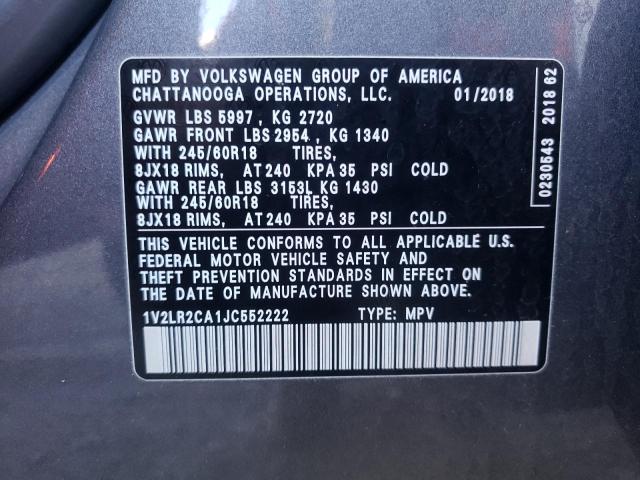 MFD BY VOLKSWAGEN GROUP OF AMERICA
CHATTANOOGA OPERATIONS, LLC. 01/2018
GVWR LBS 5997, KG 2720
GAWR FRONT LBS 2954, KG 1340
WITH 245/60R18 TIRES,
8JX18 RIMS, AT 240 KPA 35 PSI COLD
GAWR REAR LBS 3153L KG 1430
WITH 245/60R18 TIRES,
8JX18 RIMS, AT 240 KPA 35 PSI COLD
THIS VEHICLE CONFORMS TO ALL APPLICABLE U.S.
FEDERAL MOTOR VEHICLE SAFETY AND
THEFT PREVENTION STANDARDS IN EFFECT ON
THE DATE OF MANUFACTURE SHOWN ABOVE.
1V2LR2CA1JC552222 TYPE: MPV
0230543 2018 62